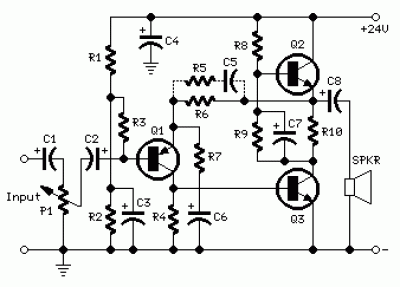 +24V
R1
C4
R8
Q2
R5
C5
C8
R6
R3
Q1
R9
C7
R10
C1
C2
SPKR
R7
Input
P1
R2
C3
R4
C6
Q3